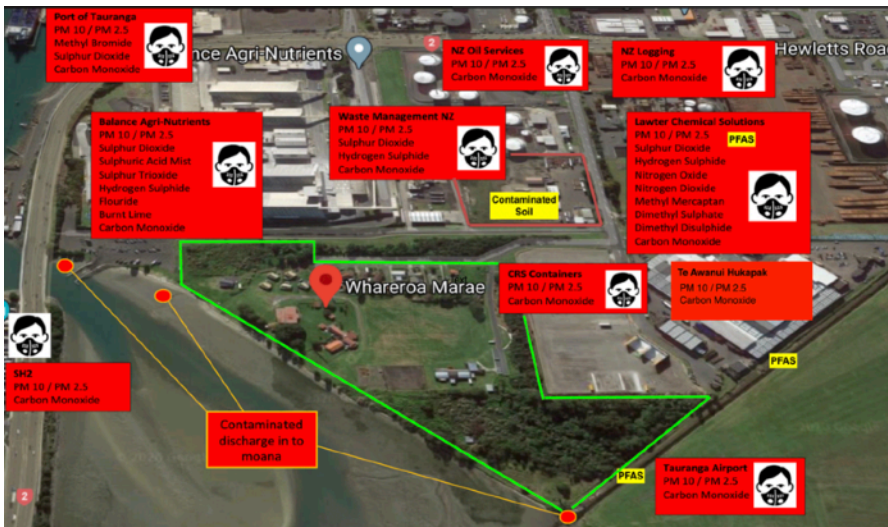 Port of Tauranga
PM 10 / PM 2.5
Methyl Bromide
Sulphur Dioxide
Carbon Monoxide
nce Agri-Nutrients
2
NZ Oil Services
PM 10 / PM 2.5
Carbon Monoxide
NZ Logging
PM 10 / PM 2.5
Carbon Monoxide
Hewletts Road
Balance Agri-Nutrients
PM 10 / PM 2.5
Sulphur Dioxide
Sulphuric Acid Mist
Sulphur Trioxide
Hydrogen Sulphide
Flouride
Burnt Lime
Carbon Monoxide
Waste Management NZ
PM 10 / PM 2.5
Sulphur Dioxide
Hydrogen Sulphide
Carbon Monoxide
Contaminated
Soil
Lawter Chemical Solutions
PM 10 / PM 2.5
PFAS
Sulphur Dioxide
Hydrogen Sulphide
Nitrogen Oxide
Nitrogen Dioxide
Methyl Mercaptan
Dimethyl Sulphate
Dimethyl Disulphide
Carbon Monoxide
Whareroa Marae
CRS Containers
PM 10 / PM 2.5
Carbon Monoxide
Te Awanui Hukapak
PM 10 / PM 2.5
Carbon Monoxide
PFAS
SH2
PM 10 / PM 2.5
Carbon Monoxide
Contaminated
discharge in to
moana
PFAS
Tauranga Airport
PM 10 / PM 2.5
Carbon Monoxide
2